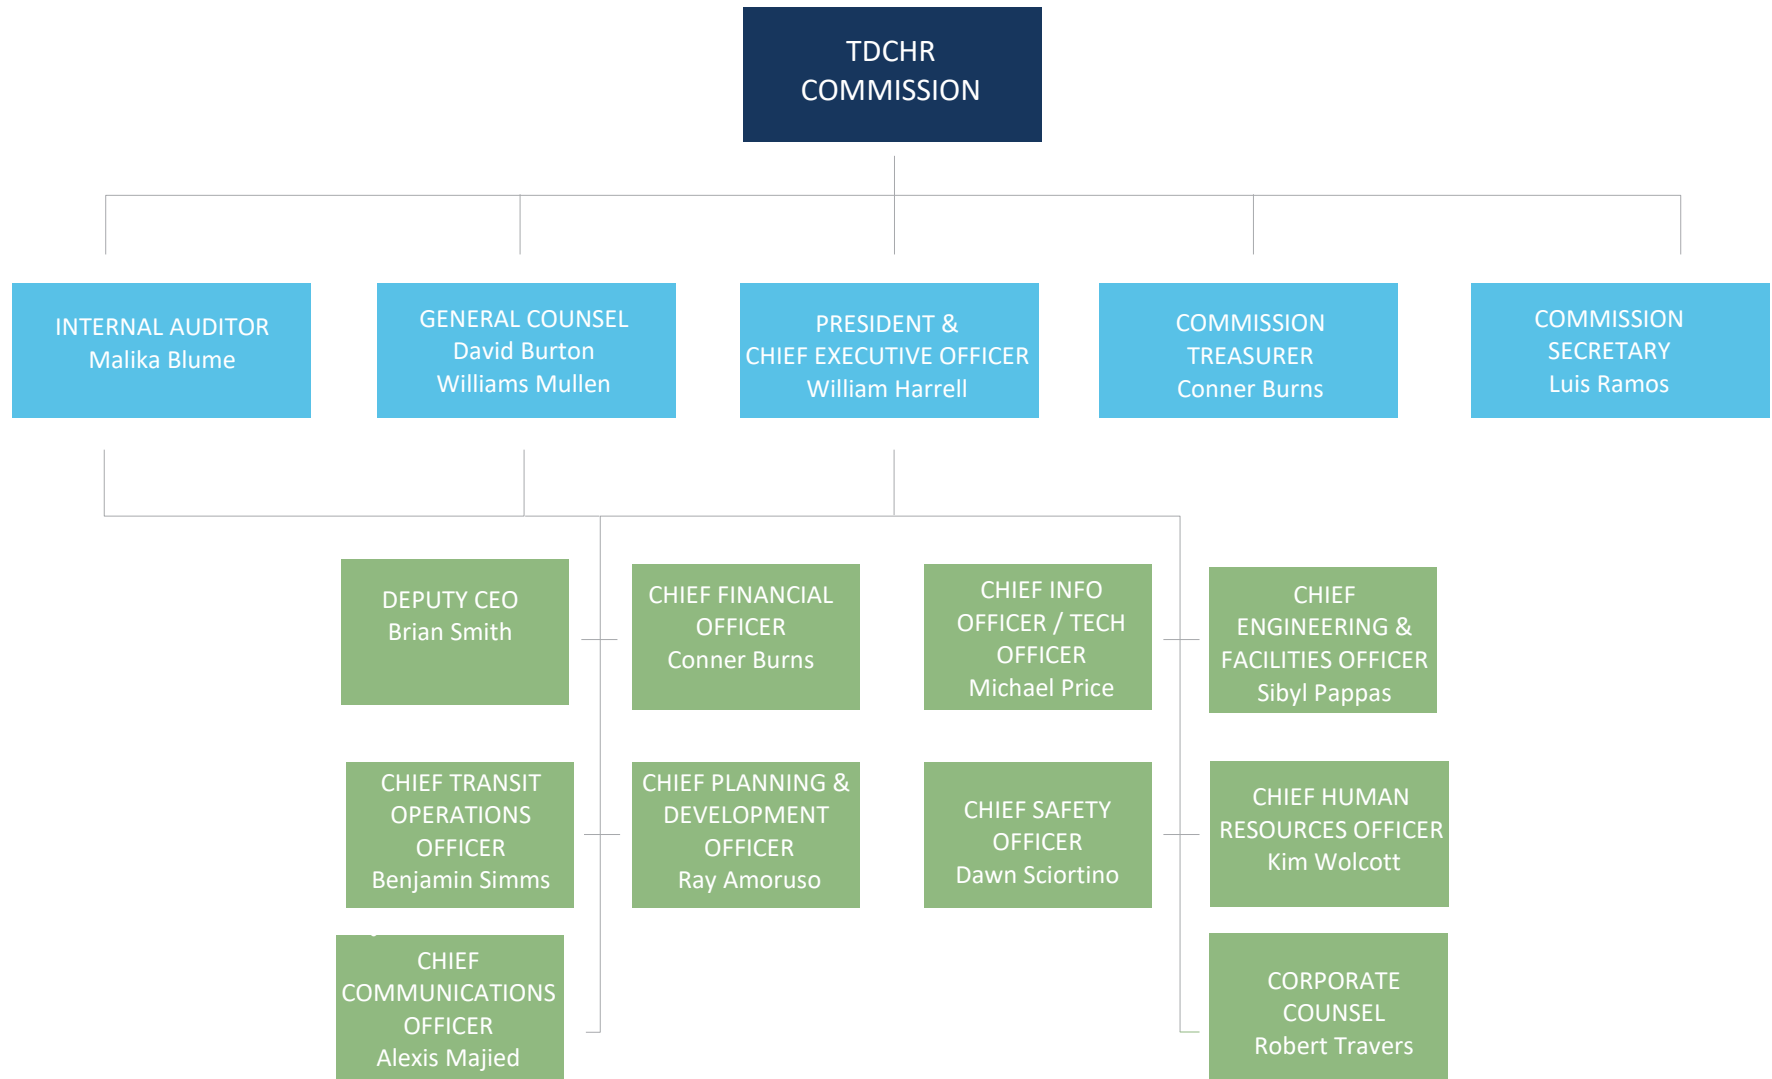 TDCHR
COMMISSION
INTERNAL AUDITOR
Malika Blume
GENERAL COUNSEL
David Burton
Williams Mullen
PRESIDENT &
CHIEF EXECUTIVE OFFICER
William Harrell
COMMISSION
TREASURER
Conner Burns
COMMISSION
SECRETARY
Luis Ramos
DEPUTY CEO
Brian Smith
CHIEF FINANCIAL
OFFICER
Conner Burns
CHIEF INFO
OFFICER / TECH
OFFICER
Michael Price
CHIEF
ENGINEERING &
FACILITIES OFFICER
Sibyl Pappas
CHIEF TRANSIT
OPERATIONS
OFFICER
Benjamin Simms
CHIEF PLANNING &
DEVELOPMENT
OFFICER
Ray Amoruso
CHIEF SAFETY
OFFICER
Dawn Sciortino
CHIEF HUMAN
RESOURCES OFFICER
Kim Wolcott
CHIEF
COMMUNICATIONS
OFFICER
Alexis Majied
CORPORATE
COUNSEL
Robert Travers